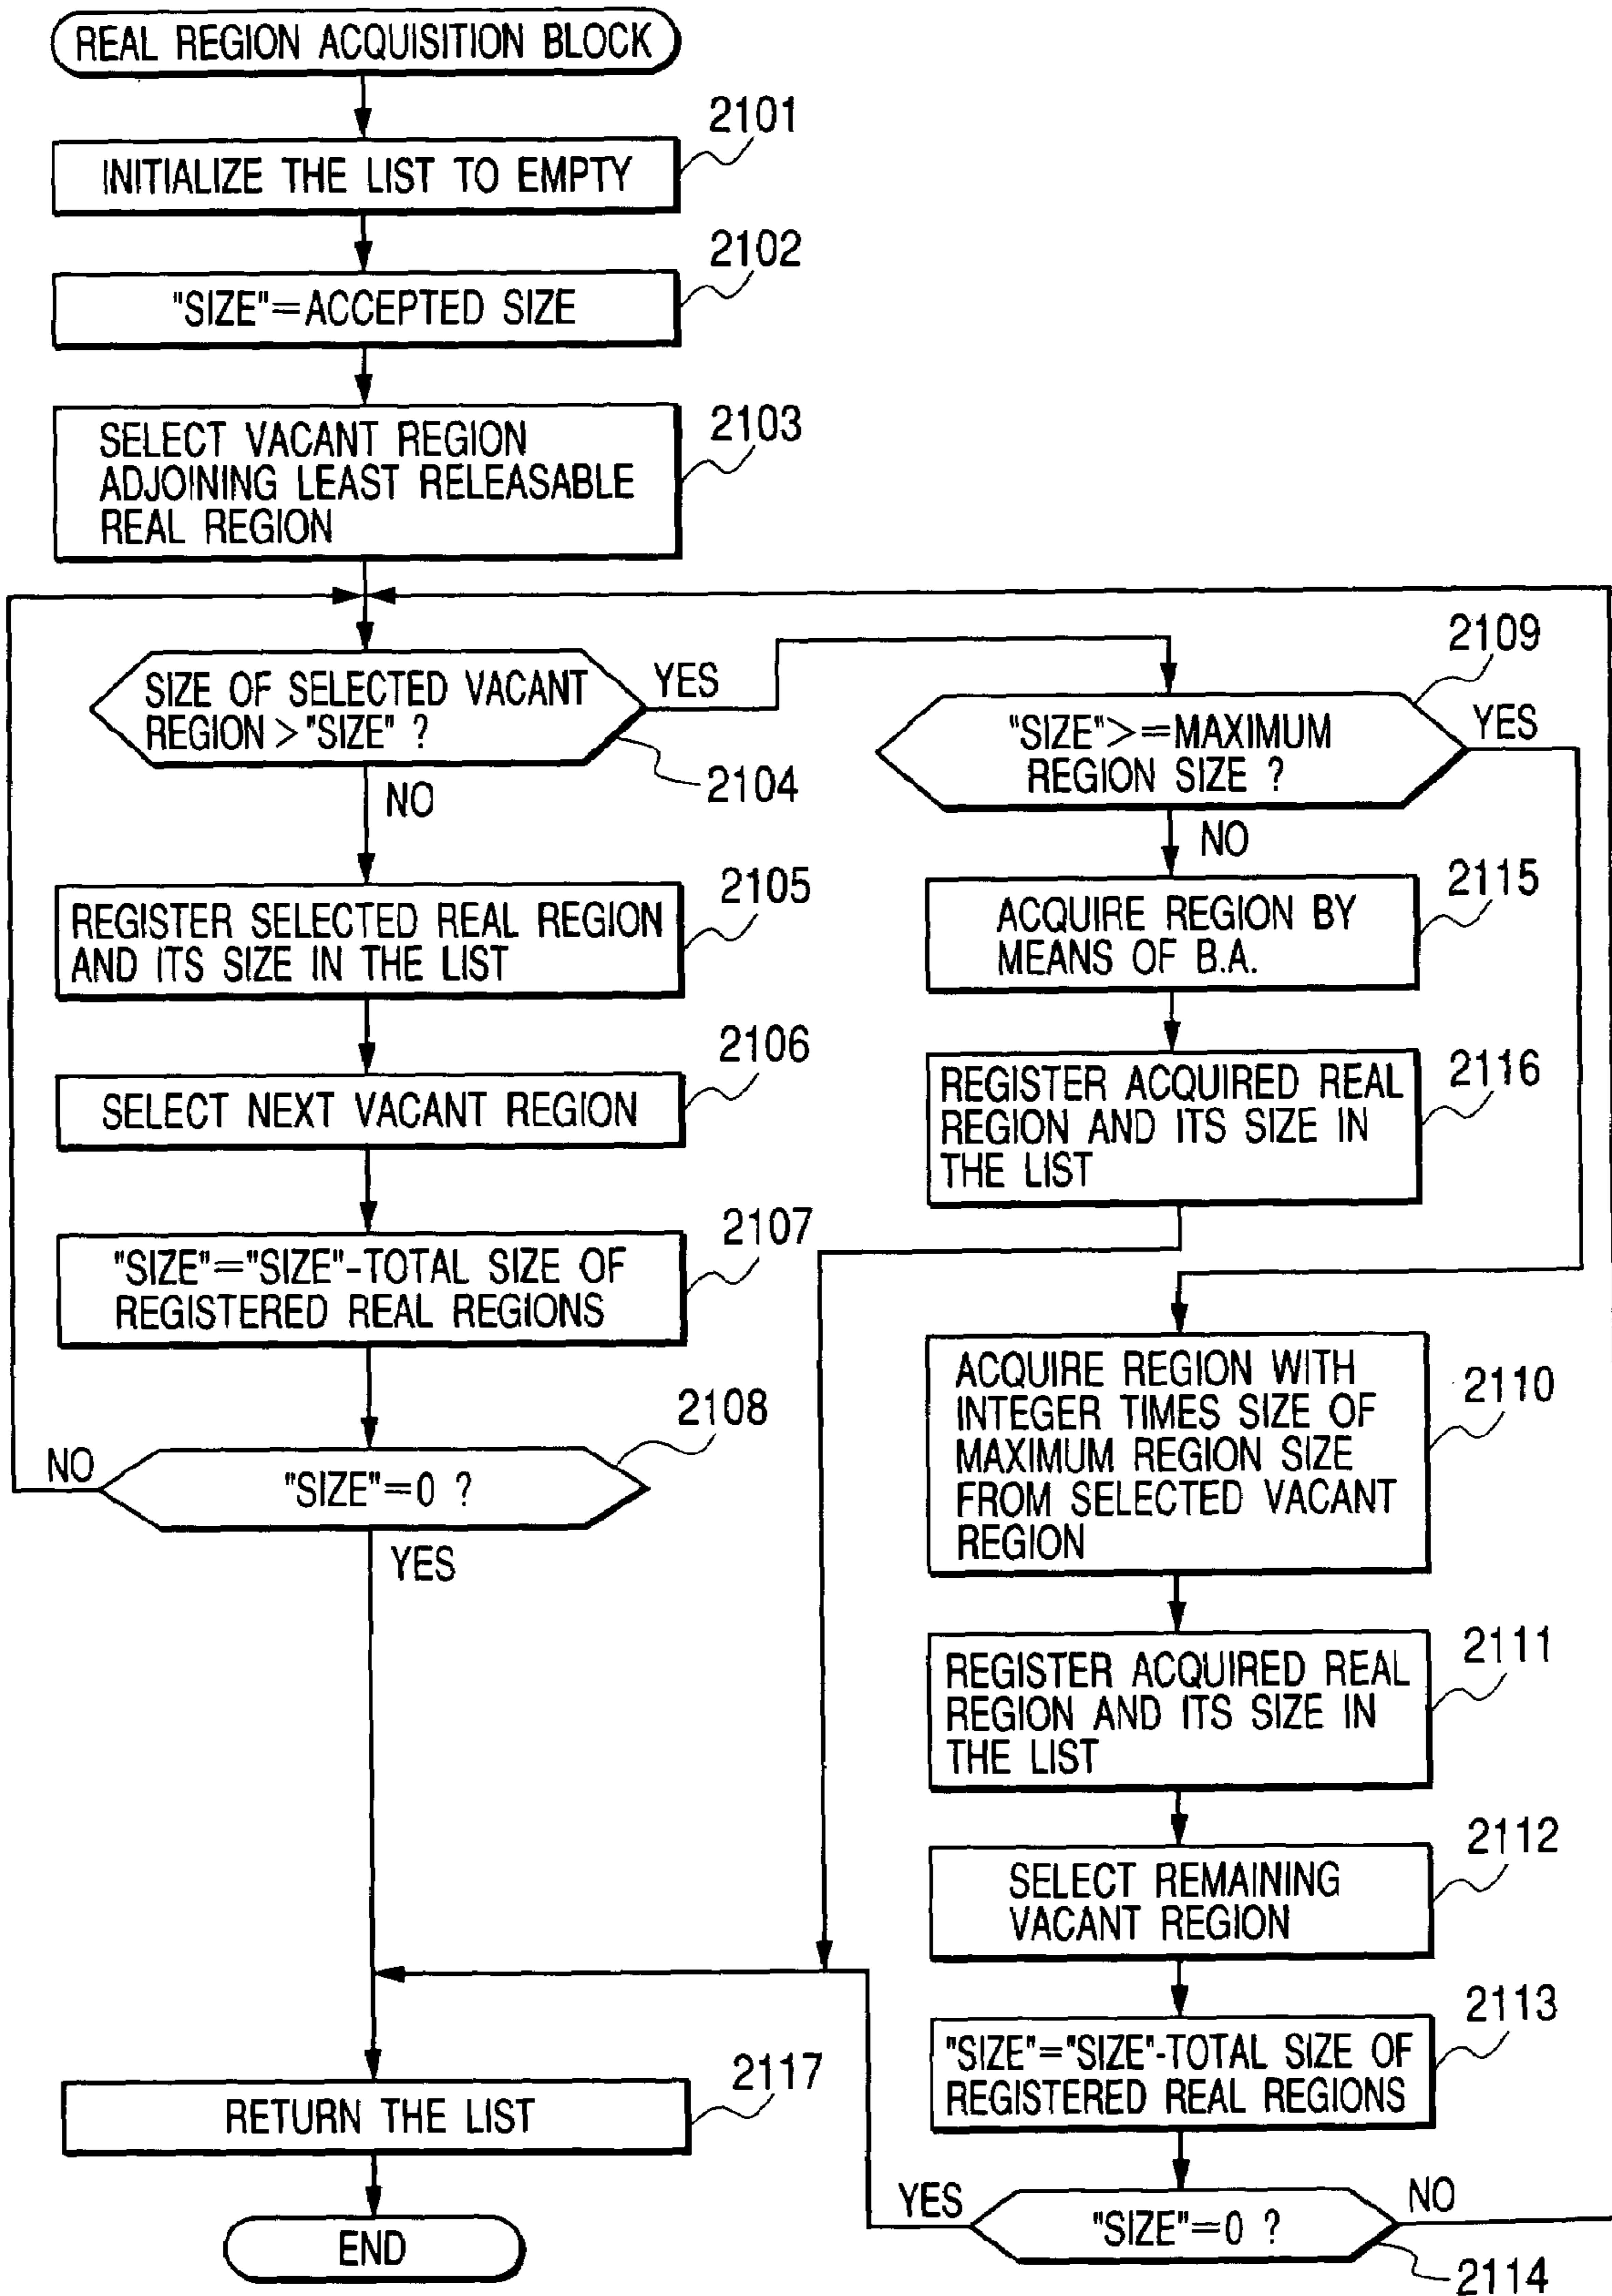 REAL REGION ACQUISITION BLOCK
2101
INITIALIZE THE LIST TO EMPTY
2102
"SIZE"=ACCEPTED SIZE
2103
SELECT VACANT REGION
ADJOINING LEAST RELEASABLE
REAL REGION
SIZE OF SELECTED VACANT
REGION>"SIZE" ?
YES
2104
NO
2105
REGISTER SELECTED REAL REGION
AND ITS SIZE IN THE LIST
2106
SELECT NEXT VACANT REGION
2107
"SIZE"="SIZE"-TOTAL SIZE OF
REGISTERED REAL REGIONS
2108
NO
"SIZE"=0 ?
YES
2109
"SIZE">=MAXIMUM
REGION SIZE ?
YES
NO
2115
ACQUIRE REGION BY
MEANS OF B.A.
2116
REGISTER ACQUIRED REAL
REGION AND ITS SIZE IN
THE LIST
2110
ACQUIRE REGION WITH
INTEGER TIMES SIZE OF
MAXIMUM REGION SIZE
FROM SELECTED VACANT
REGION
2111
REGISTER ACQUIRED REAL
REGION AND ITS SIZE IN
THE LIST
2112
SELECT REMAINING
VACANT REGION
2113
"SIZE"="SIZE"-TOTAL SIZE OF
REGISTERED REAL REGIONS
YES
"SIZE"=0 ?
NO
2114
2117
RETURN THE LIST
END